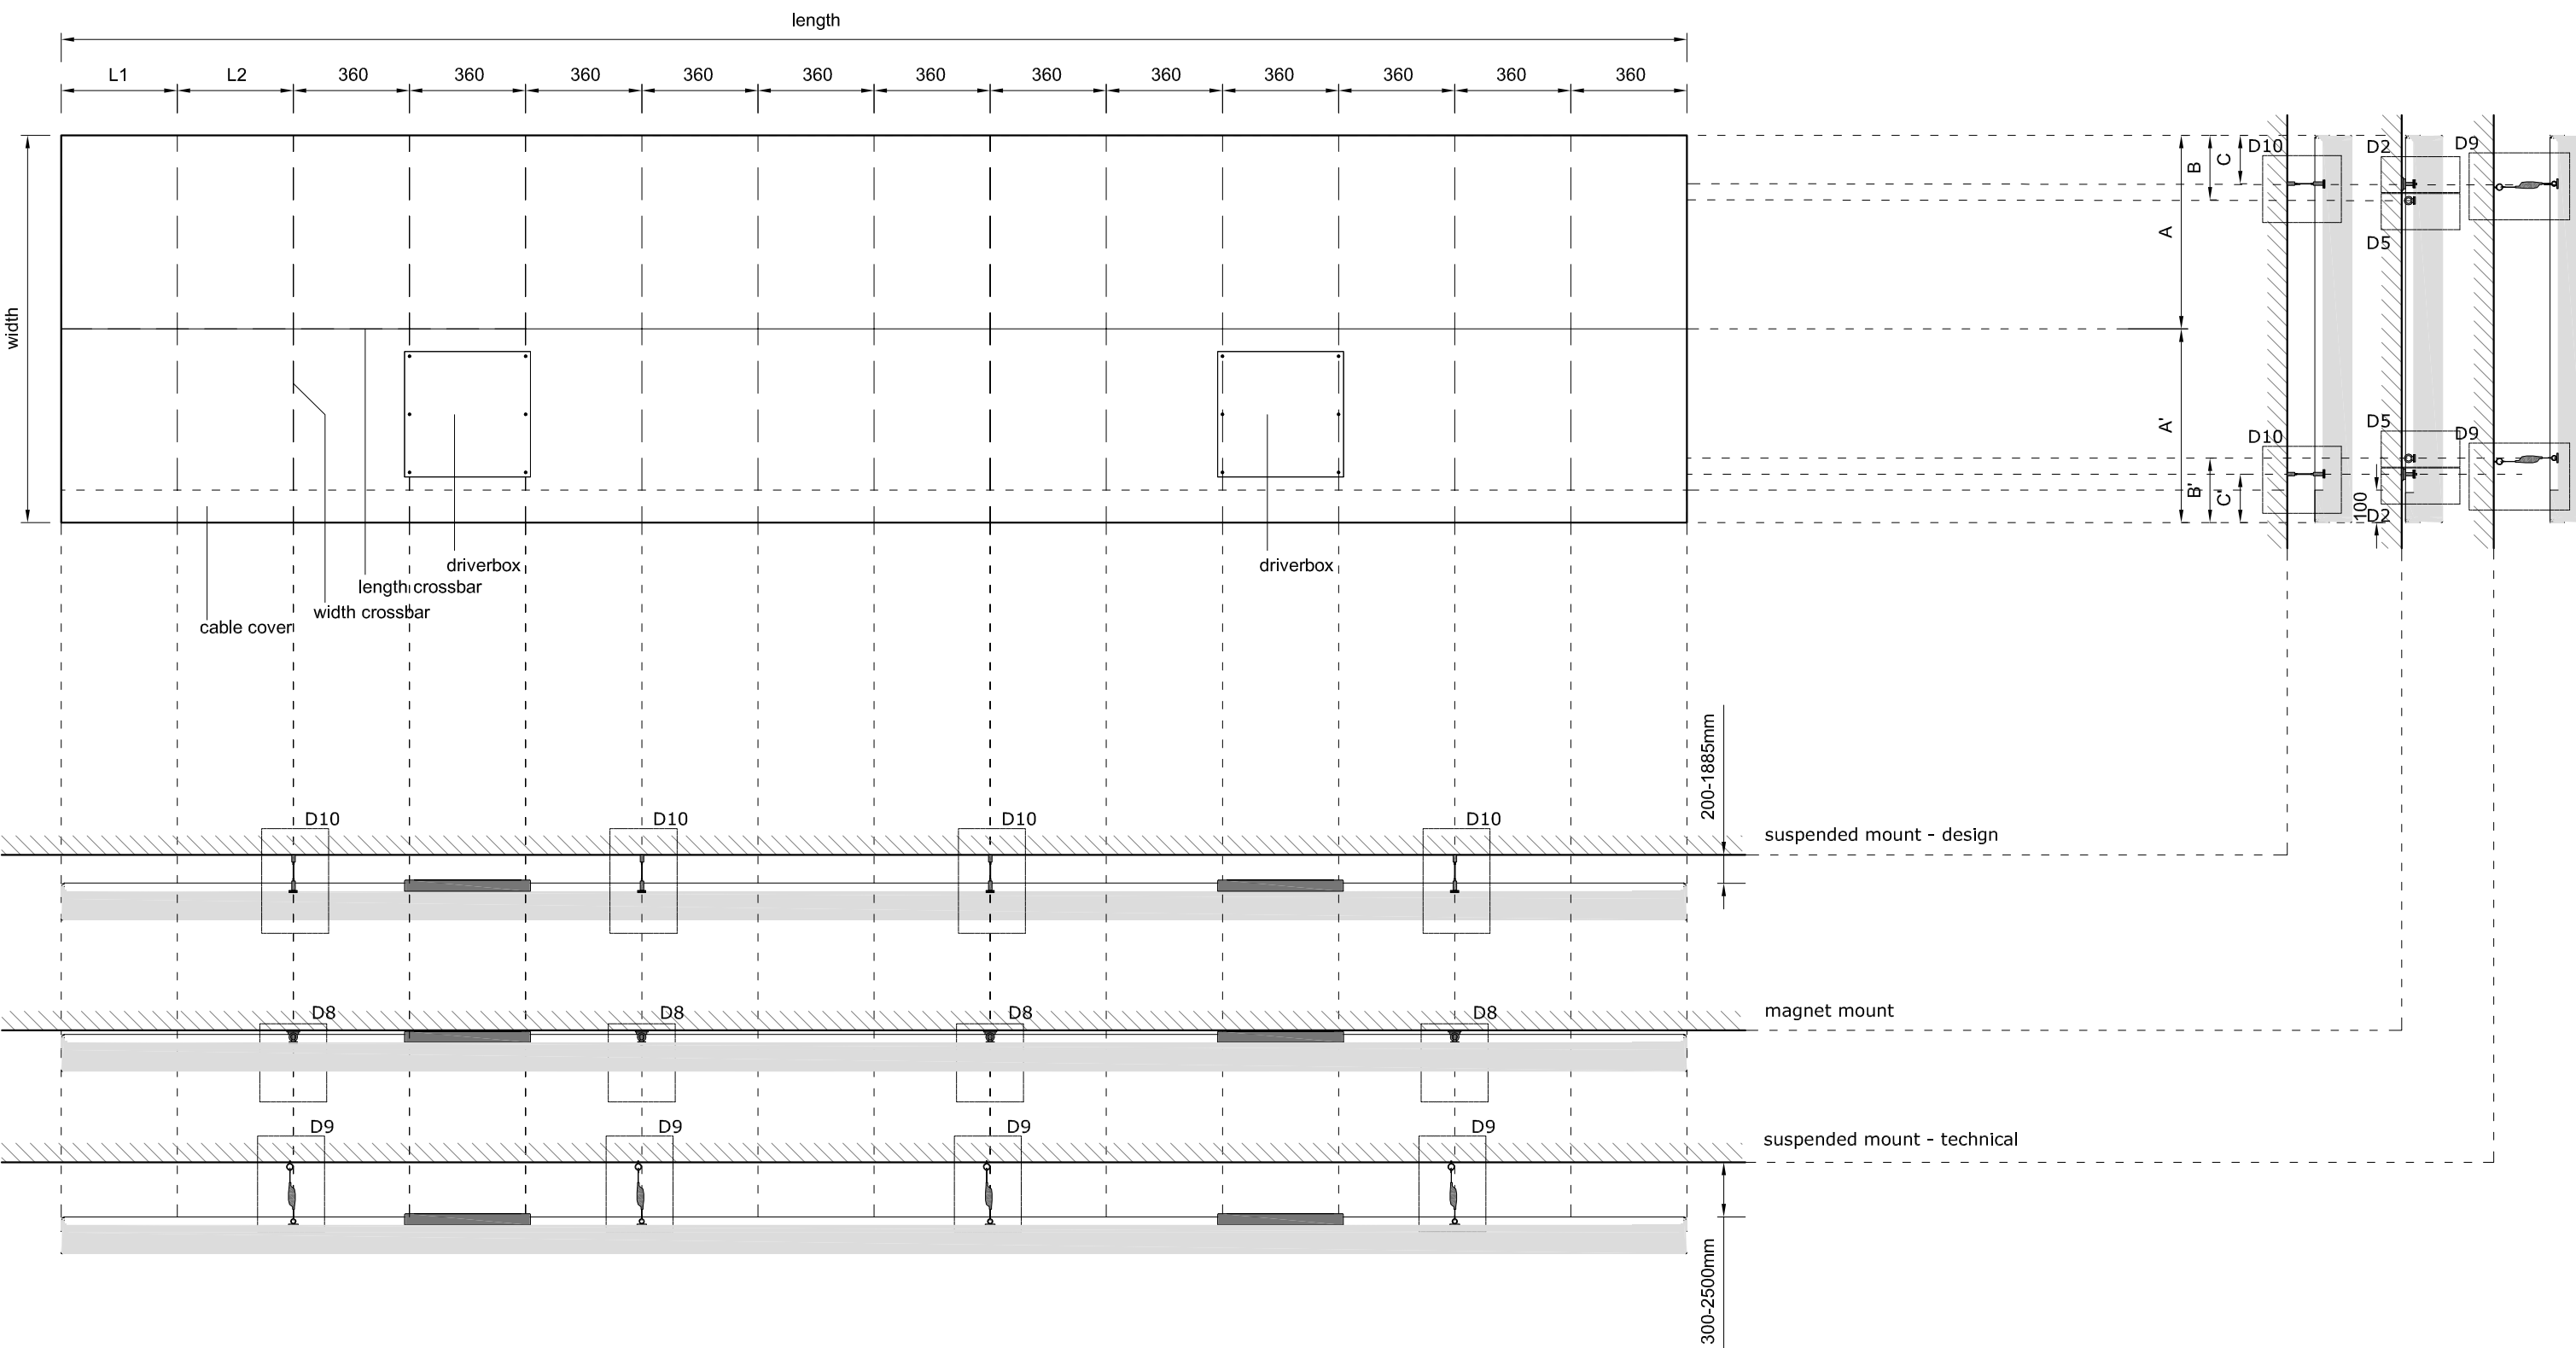 length
L1 L2 360 360 360 360 360 360 360 360 360 360 360 360
width
A
B
C
A'
B'
C'
100
D10
D2
D9
D5
D5
D10
D9
D2
driverbox
driverbox
length crossbar
width crossbar
cable cover
200-1885mm
D10 D10 D10 D10
suspended mount - design
D8 D8 D8 D8
magnet mount
D9 D9 D9 D9
suspended mount - technical
300-2500mm